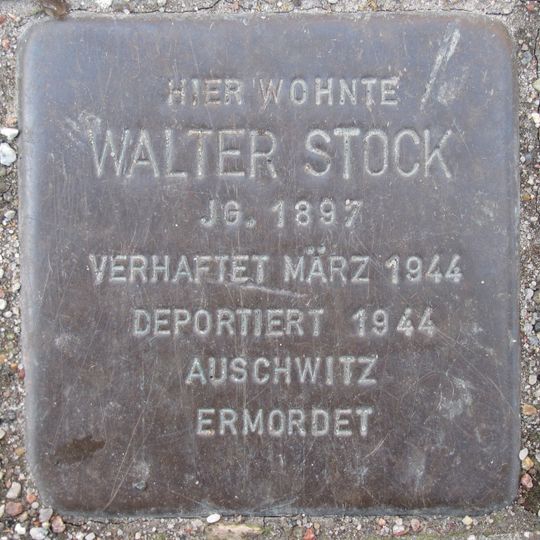 HIER WOHNTE
WALTER STOCK
JG. 1897
VERHAFTET MÄRZ 1944
DEPORTIERT 1944
AUSCHWITZ
ERMORDET